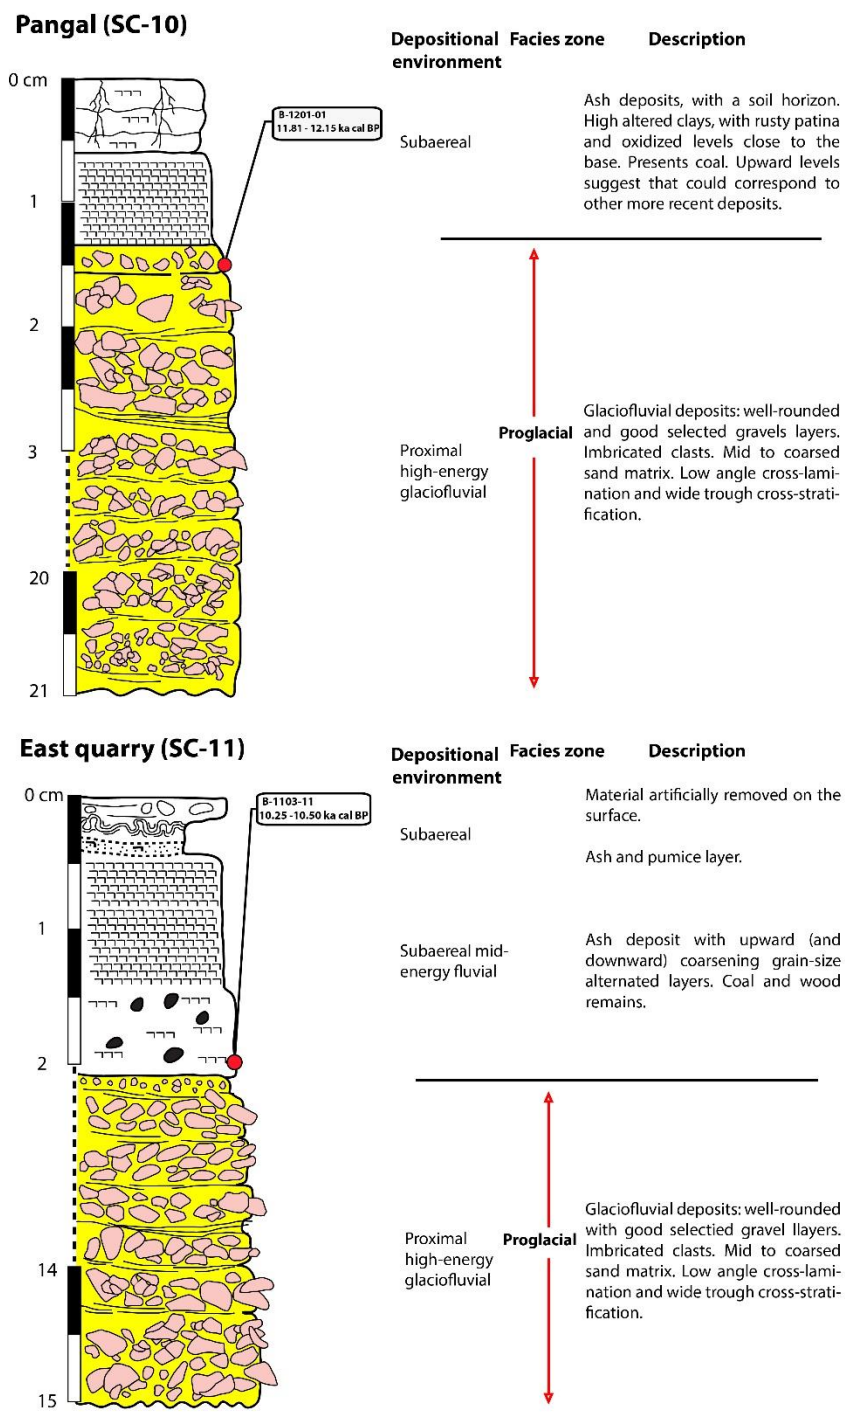 Pangal (SC-10)
Depositional environment
Facies zone
Description
0 cm
1
2
3
20
21
B-1201-01
11.81 - 12.15 ka cal BP
Subaereal
Ash deposits, with a soil horizon.
High altered clays, with rusty patina
and oxidized levels close to the
base. Presents coal. Upward levels
suggest that could correspond to
other more recent deposits.
Proximal
high-energy
glaciofluvial
Proglacial
Glaciofluvial deposits: well-rounded
and good selected gravels layers.
Imbricated clasts. Mid to coarsed
sand matrix. Low angle cross-lami-
nation and wide trough cross-strati-
fication.
East quarry (SC-11)
Depositional environment
Facies zone
Description
0 cm
1
2
14
15
B-1103-11
10.25 -10.50 ka cal BP
Subaereal
Material artificially removed on the
surface.
Ash and pumice layer.
Subaereal mid-
energy fluvial
Ash deposit with upward (and
downward) coarsening grain-size
alternated layers. Coal and wood
remains.
Proximal
high-energy
glaciofluvial
Proglacial
Glaciofluvial deposits: well-rounded
with good selectied gravel llayers.
Imbricated clasts. Mid to coarsed
sand matrix. Low angle cross-lami-
nation and wide trough cross-strati-
fication.